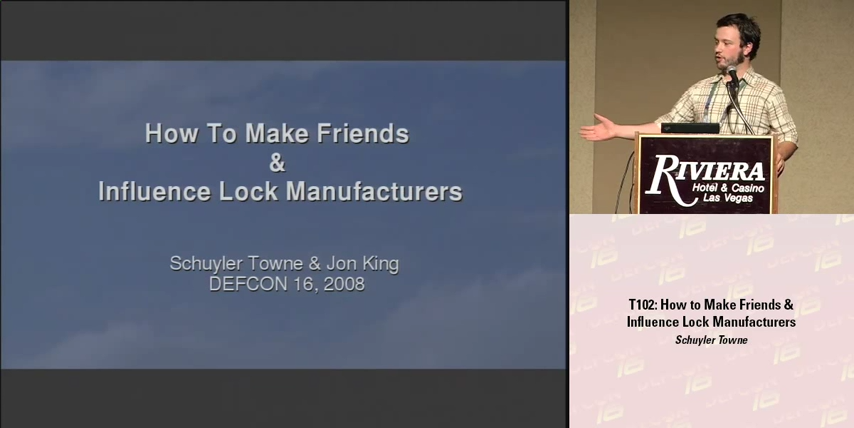 How To Make Friends
&
Influence Lock Manufacturers
Schuyler Towne & Jon King
DEFCON 16, 2008
RIVIERA
Hotel & Casino
Las Vegas
T102: How to Make Friends &
Influence Lock Manufacturers
Schuyler Towne